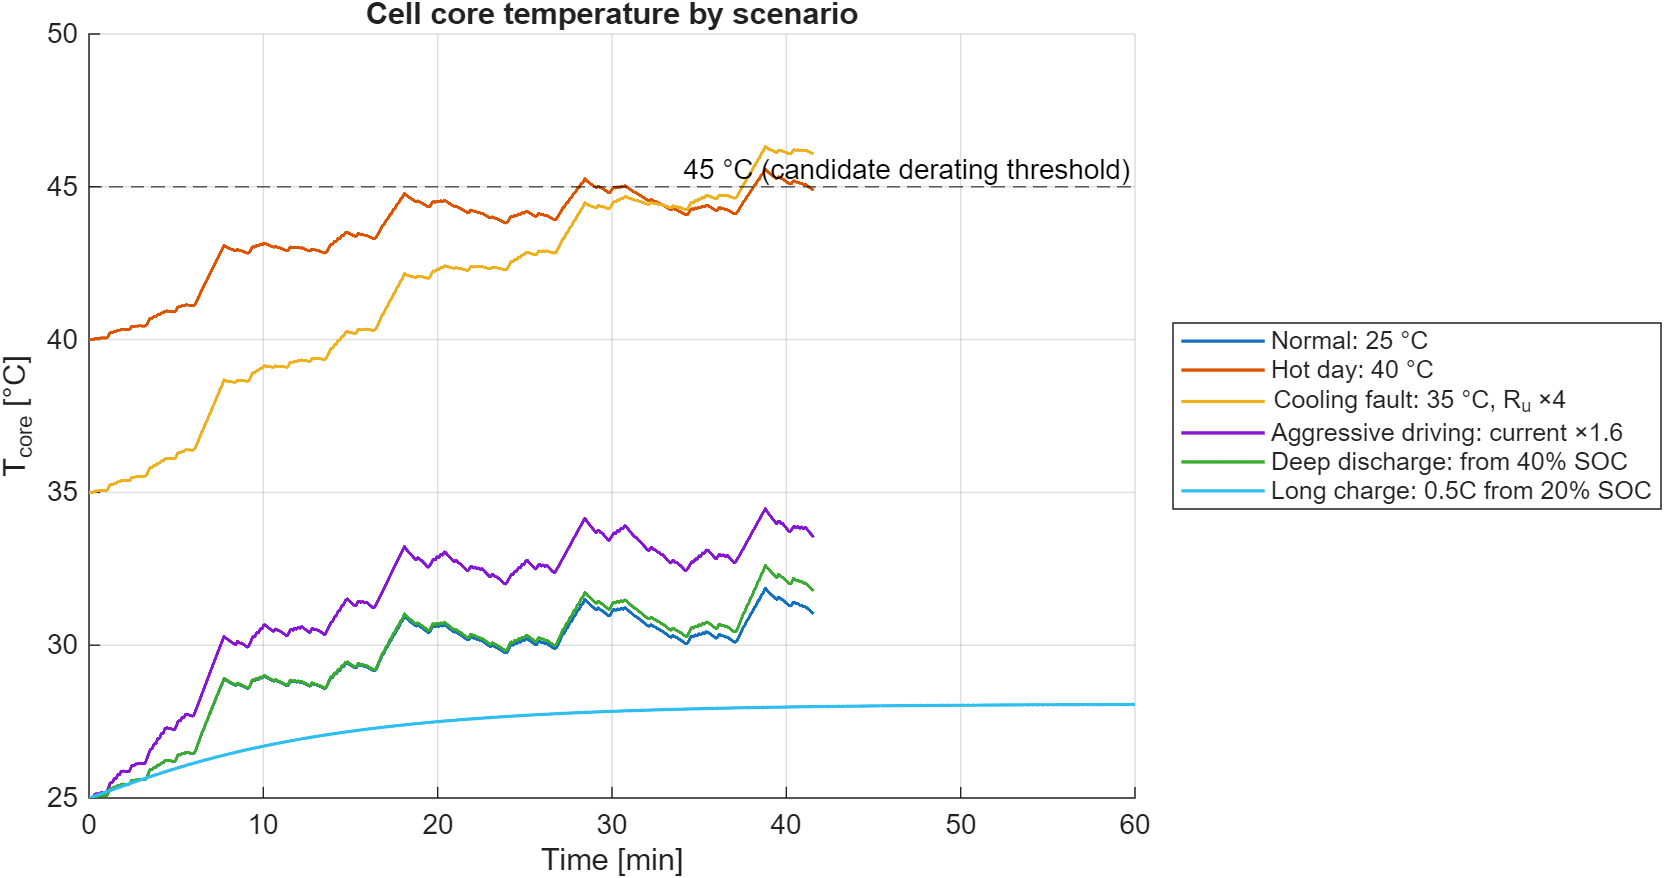 Cell core temperature by scenario
50
45
40
35
30
25
T_core [°C]
45 °C (candidate derating threshold)
0 10 20 30 40 50 60
Time [min]
Normal: 25 °C
Hot day: 40 °C
Cooling fault: 35 °C, R_u ×4
Aggressive driving: current ×1.6
Deep discharge: from 40% SOC
Long charge: 0.5C from 20% SOC